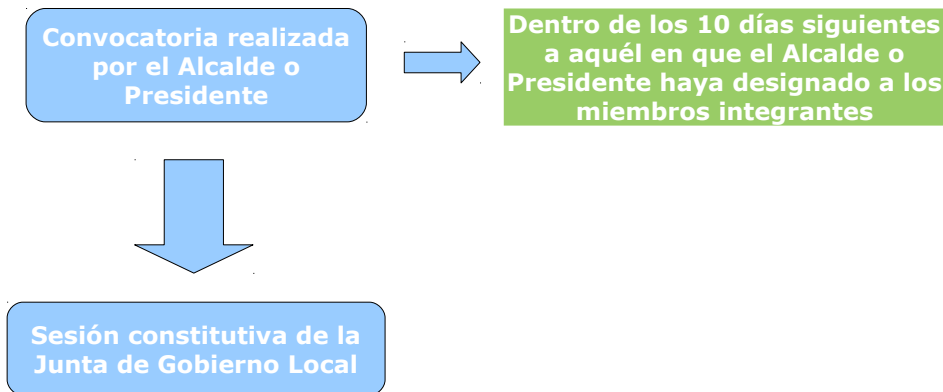 Convocatoria realizada
por el Alcalde o
Presidente
Dentro de los 10 días siguientes
a aquél en que el Alcalde o
Presidente haya designado a los
miembros integrantes
Sesión constitutiva de la
Junta de Gobierno Local